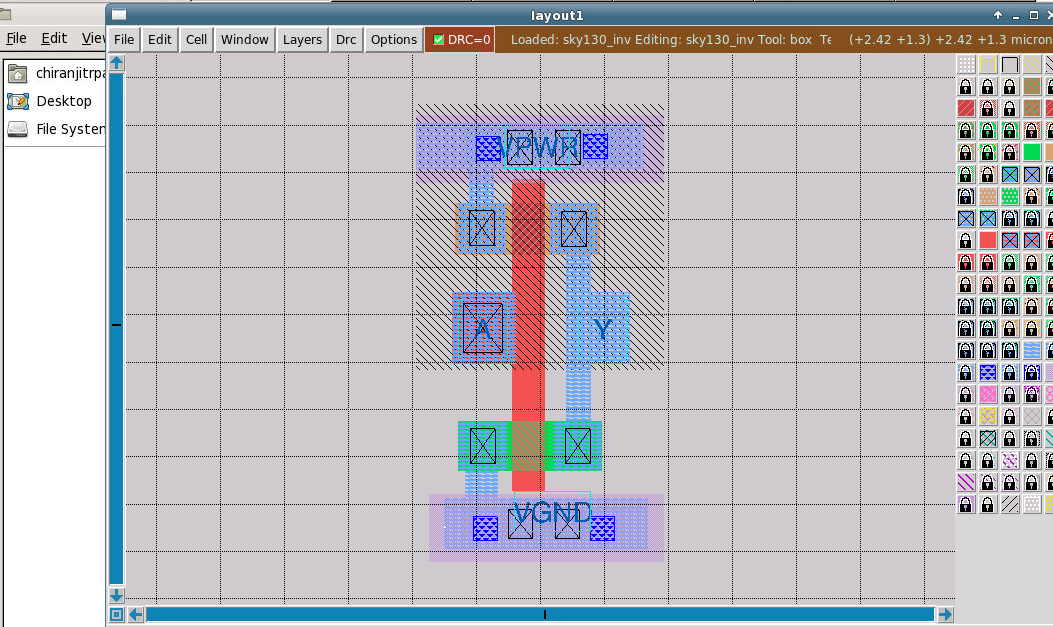 layout1
File Edit View
File Edit Cell Window Layers Drc Options DRC=0 Loaded: sky130_inv Editing: sky130_inv Tool: box Te (+2.42 +1.3) +2.42 +1.3 micron
chiranjitrpa
Desktop
File System
VPWR
A Y
VGND